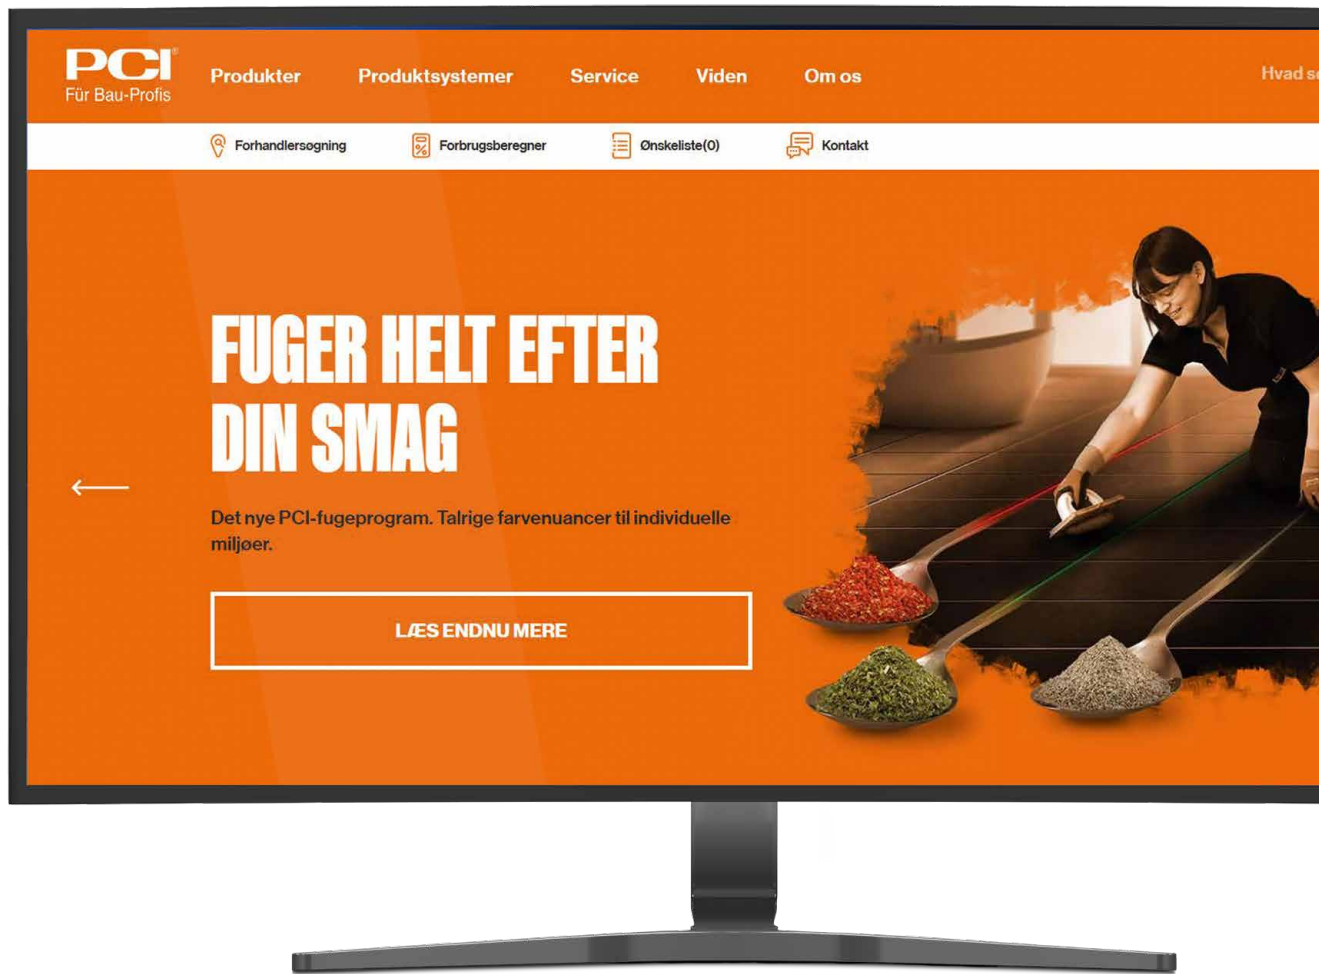 PCI®
Für Bau-Profis
Produkter
Produktsystemer
Service
Viden
Om os
Hvad
Forhandlersøgning
Forbrugsberegner
Ønskeliste(0)
Kontakt
FUGER HELT EFTER
DIN SMAG
Det nye PCI-fugeprogram. Talrige farvenuancer til individuelle
miljøer.
LÆS ENDNU MERE